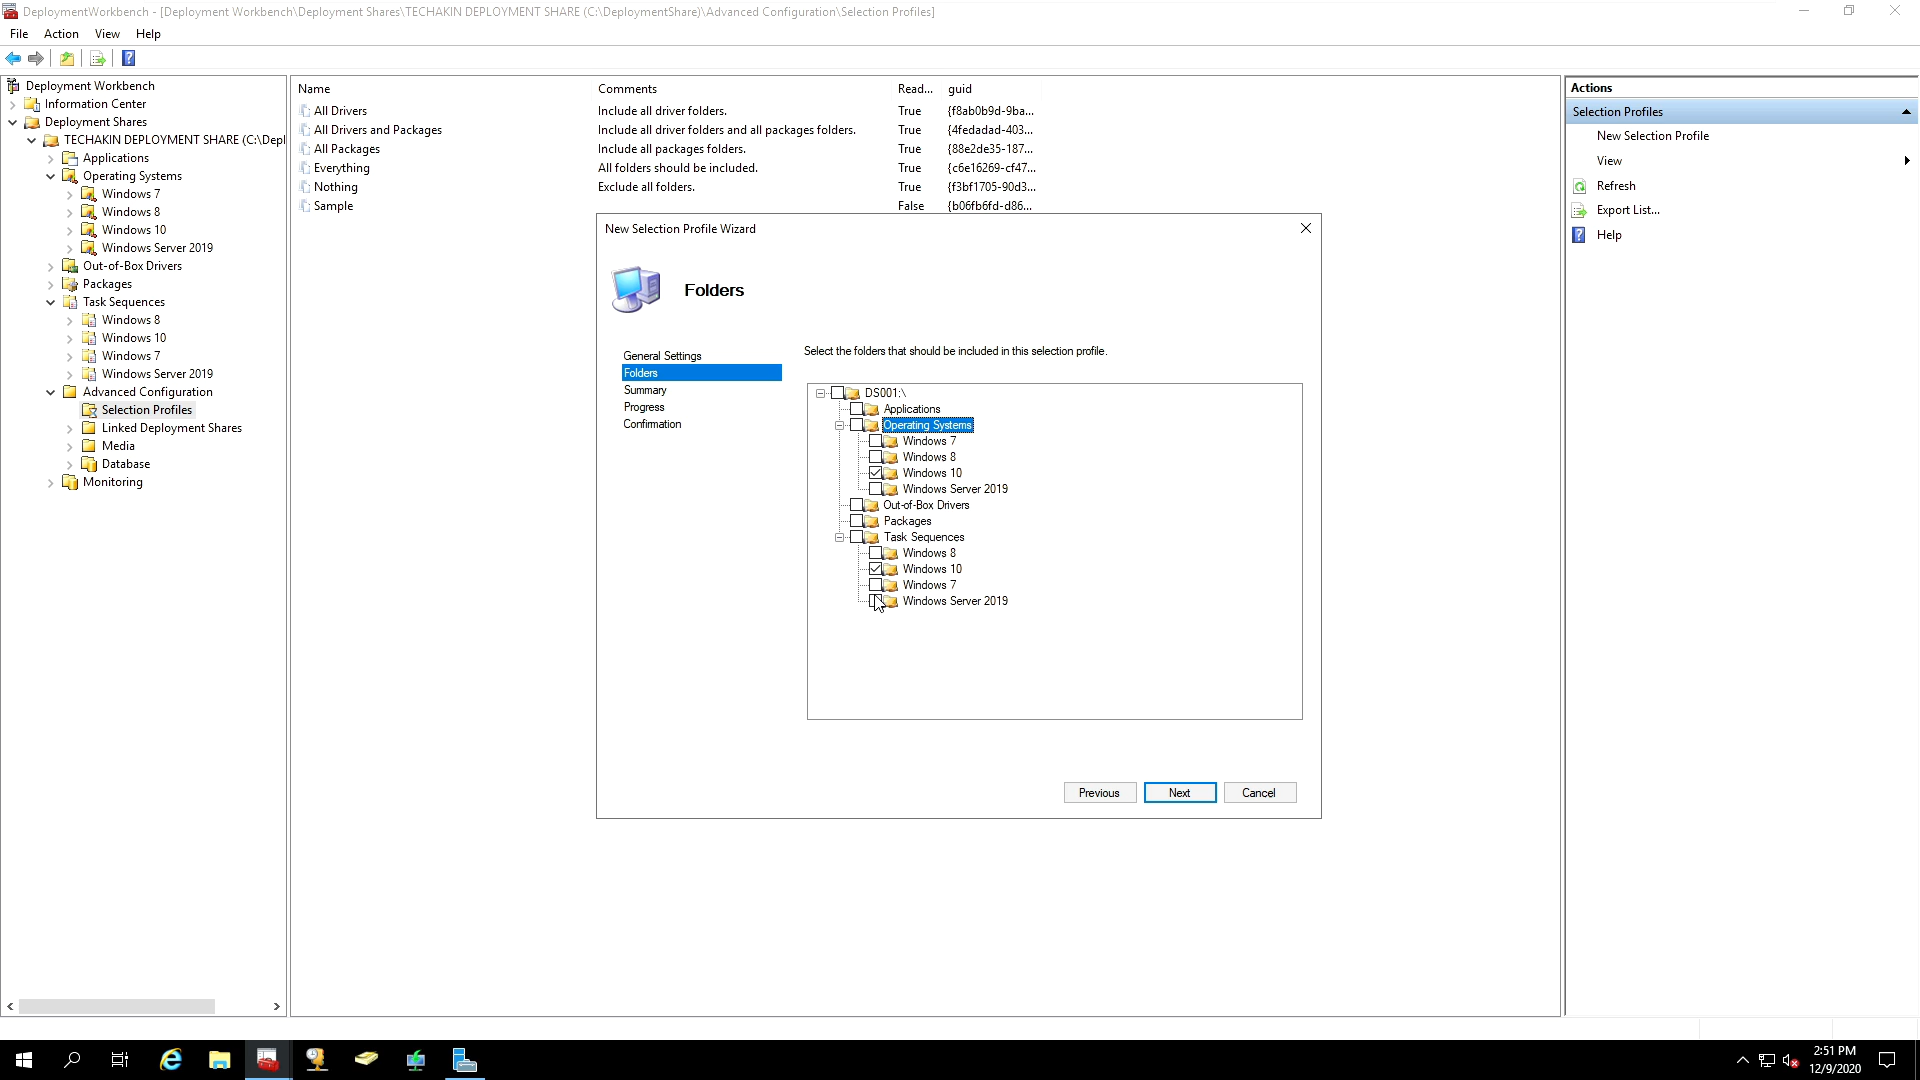 DeploymentWorkbench - [Deployment Workbench\Deployment Shares\TECHAKIN DEPLOYMENT SHARE (C:\DeploymentShare)\Advanced Configuration\Selection Profiles]
File Action View Help
Deployment Workbench
Information Center
Deployment Shares
TECHAKIN DEPLOYMENT SHARE (C:\Depl
Applications
Operating Systems
Windows 7
Windows 8
Windows 10
Windows Server 2019
Out-of-Box Drivers
Packages
Task Sequences
Windows 8
Windows 10
Windows 7
Windows Server 2019
Advanced Configuration
Selection Profiles
Linked Deployment Shares
Media
Database
Monitoring
Name Comments Read... guid
All Drivers Include all driver folders. True {f8ab0b9d-9ba...
All Drivers and Packages Include all driver folders and all packages folders. True {4fedadad-403...
All Packages Include all packages folders. True {88e2de35-187...
Everything All folders should be included. True {c6e16269-cf47...
Nothing Exclude all folders. True {f3bf1705-90d3...
Sample False {b06fb6fd-d86...
New Selection Profile Wizard
Folders
General Settings
Folders
Summary
Progress
Confirmation
Select the folders that should be included in this selection profile.
DS001:\
Applications
Operating Systems
Windows 7
Windows 8
Windows 10
Windows Server 2019
Out-of-Box Drivers
Packages
Task Sequences
Windows 8
Windows 10
Windows 7
Windows Server 2019
Previous Next Cancel
Actions
Selection Profiles
New Selection Profile
View
Refresh
Export List...
Help
2:51 PM
12/9/2020